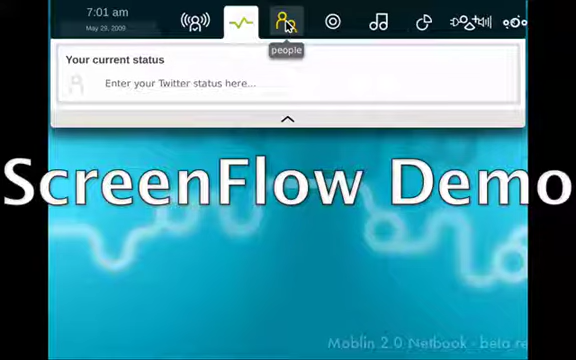 7:01 am
May 29, 2009
people
Your current status
Enter your Twitter status here...
ScreenFlow Demo
Moblin 2.0 Netbook - beta re